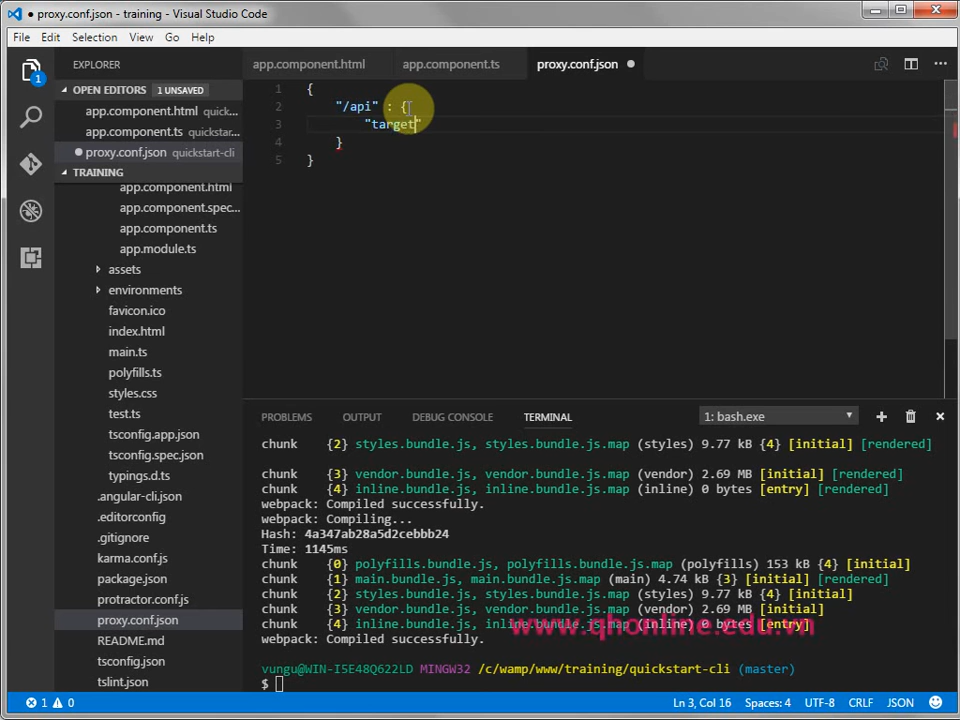 ● proxy.conf.json - training - Visual Studio Code
File Edit Selection View Go Help
EXPLORER
app.component.html app.component.ts proxy.conf.json
OPEN EDITORS 1 UNSAVED
app.component.html quick...
app.component.ts quickstar...
proxy.conf.json quickstart-cli
TRAINING
app.component.html
app.component.spec...
app.component.ts
app.module.ts
assets
environments
favicon.ico
index.html
main.ts
polyfills.ts
styles.css
test.ts
tsconfig.app.json
tsconfig.spec.json
typings.d.ts
.angular-cli.json
.editorconfig
.gitignore
karma.conf.js
package.json
protractor.conf.js
proxy.conf.json
README.md
tsconfig.json
tslint.json
1 {
2 "/api" : {
3 "target"
4 }
5 }
PROBLEMS OUTPUT DEBUG CONSOLE TERMINAL 1: bash.exe
chunk {2} styles.bundle.js, styles.bundle.js.map (styles) 9.77 kB {4} [initial] [rendered]
chunk {3} vendor.bundle.js, vendor.bundle.js.map (vendor) 2.69 MB [initial] [rendered]
chunk {4} inline.bundle.js, inline.bundle.js.map (inline) 0 bytes [entry] [rendered]
webpack: Compiled successfully.
webpack: Compiling...
Hash: 4a347ab28a5d2cebbb24
Time: 1145ms
chunk {0} polyfills.bundle.js, polyfills.bundle.js.map (polyfills) 153 kB {4} [initial]
chunk {1} main.bundle.js, main.bundle.js.map (main) 4.74 kB {3} [initial] [rendered]
chunk {2} styles.bundle.js, styles.bundle.js.map (styles) 9.77 kB {4} [initial]
chunk {3} vendor.bundle.js, vendor.bundle.js.map (vendor) 2.69 MB [initial]
chunk {4} inline.bundle.js, inline.bundle.js.map (inline) 0 bytes [entry]
www.qhonline.edu.vn
webpack: Compiled successfully.
vungu@WIN-I5E48Q622LD MINGW32 /c/wamp/www/training/quickstart-cli (master)
$
1 0 Ln 3, Col 16 Spaces: 4 UTF-8 CRLF JSON